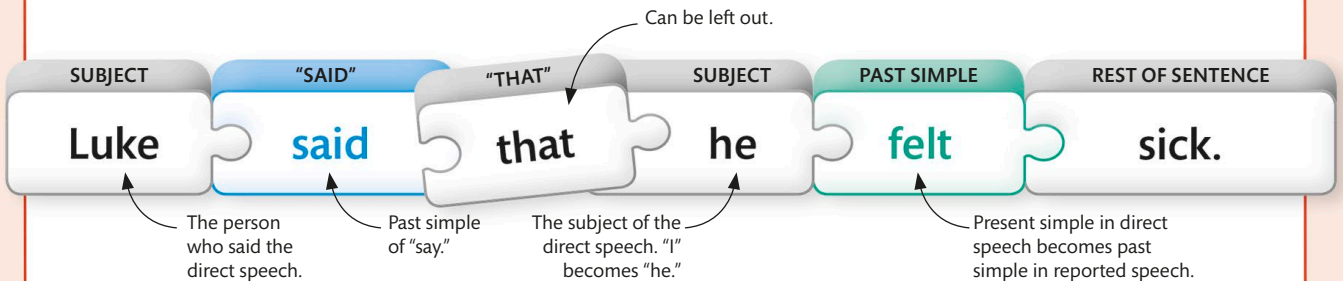 Can be left out.
SUBJECT "SAID" "THAT" SUBJECT PAST SIMPLE REST OF SENTENCE
Luke said that he felt sick.
The person
who said the
direct speech.
Past simple
of "say."
The subject of the
direct speech. "I"
becomes "he."
Present simple in direct
speech becomes past
simple in reported speech.